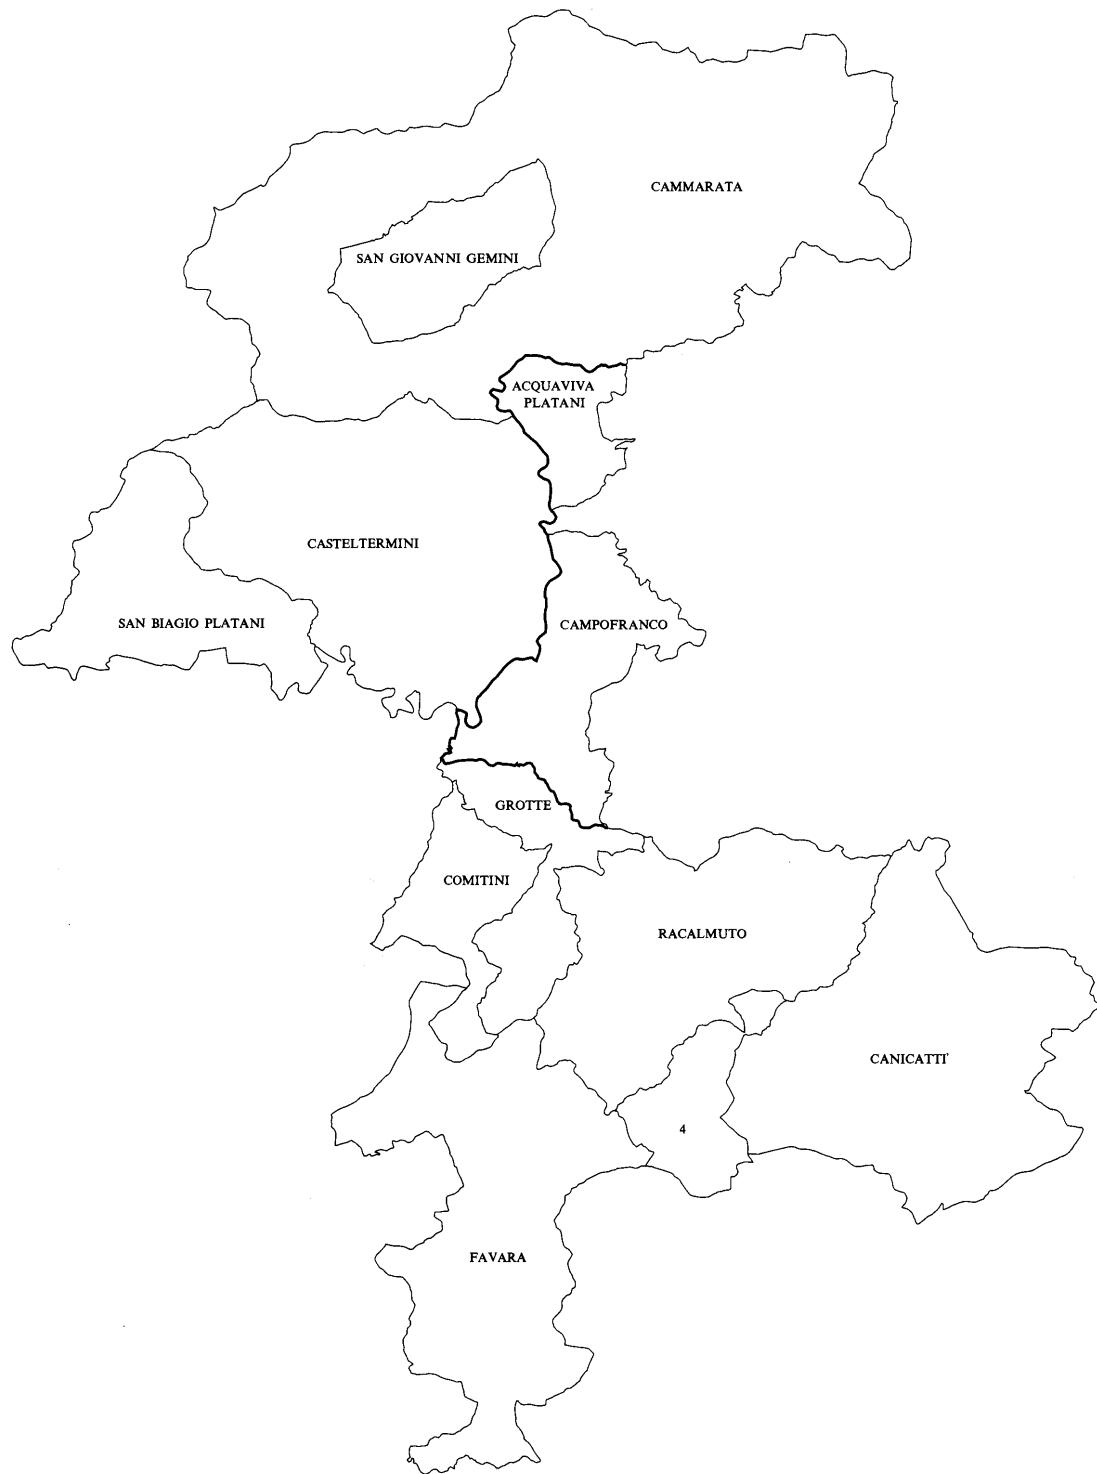 CAMMARATA
SAN GIOVANNI GEMINI
ACQUAVIVA
PLATANI
CASTELTERMINI
SAN BIAGIO PLATANI
CAMPOFRANCO
GROTTE
COMITINI
RACALMUTO
CANICATTI'
4
FAVARA